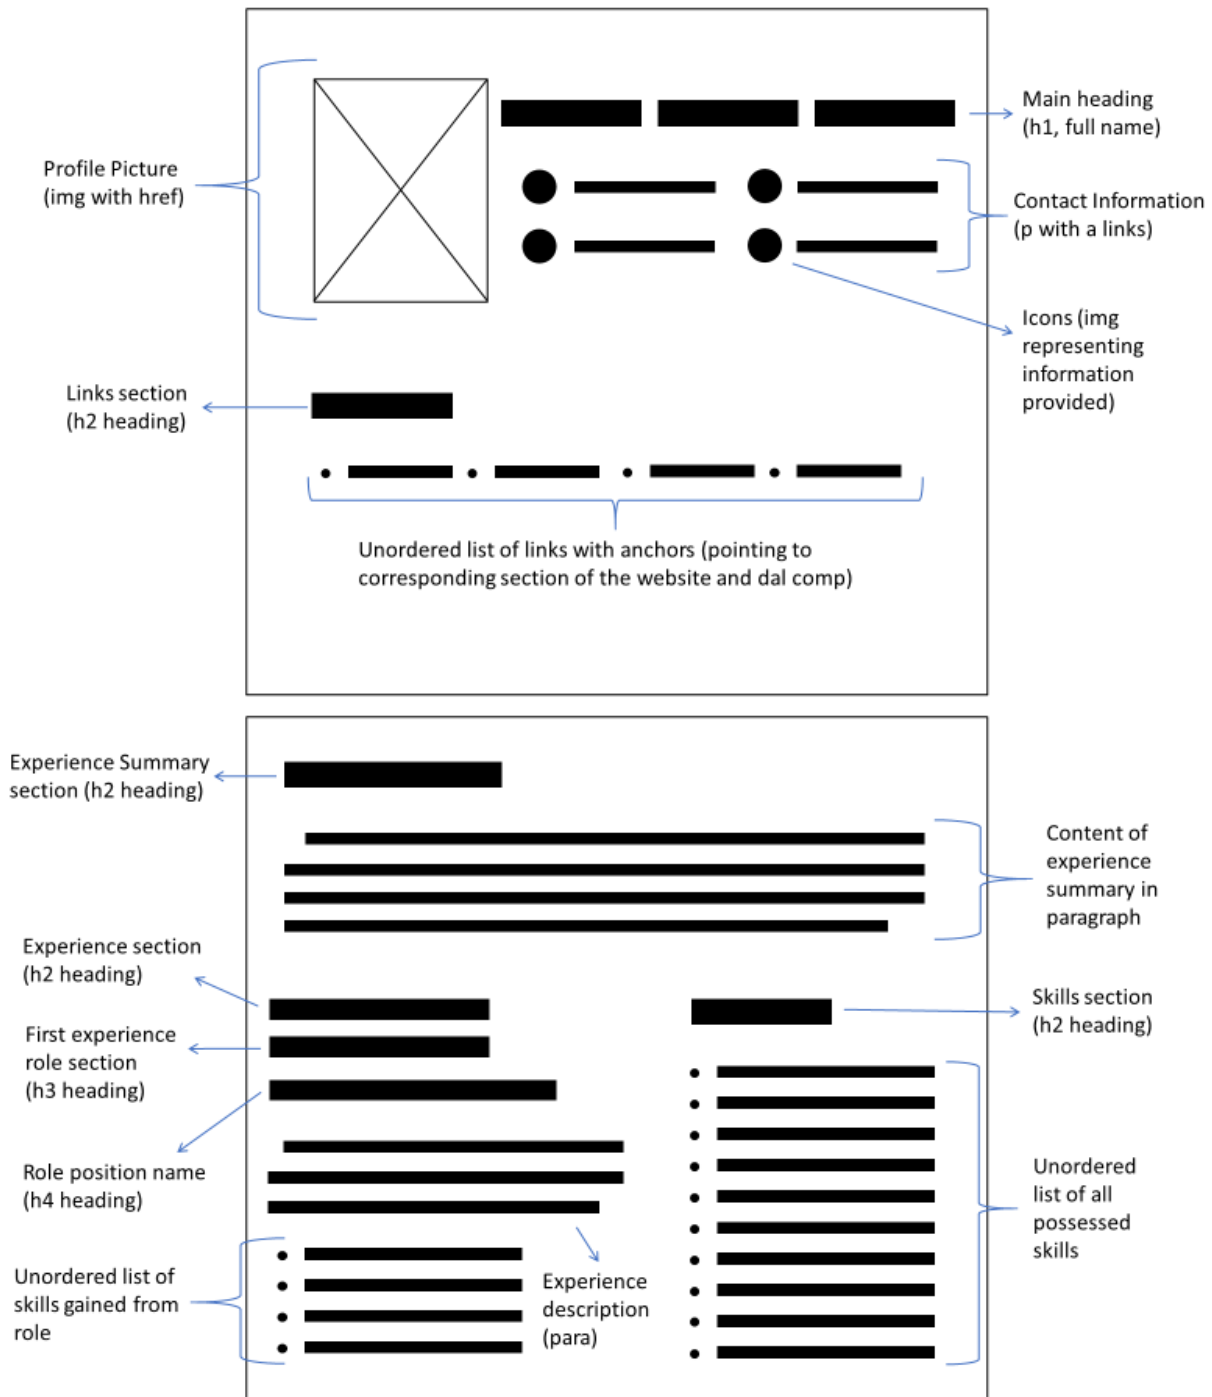 Main heading
(h1, full name)
Profile Picture
(img with href)
Contact Information
(p with a links)
Icons (img
representing
information
provided)
Links section
(h2 heading)
Unordered list of links with anchors (pointing to
corresponding section of the website and dal comp)
Experience Summary
section (h2 heading)
Content of
experience
summary in
paragraph
Experience section
(h2 heading)
Skills section
(h2 heading)
First experience
role section
(h3 heading)
Role position name
(h4 heading)
Unordered
list of all
possessed
skills
Unordered list of
skills gained from
role
Experience
description
(para)